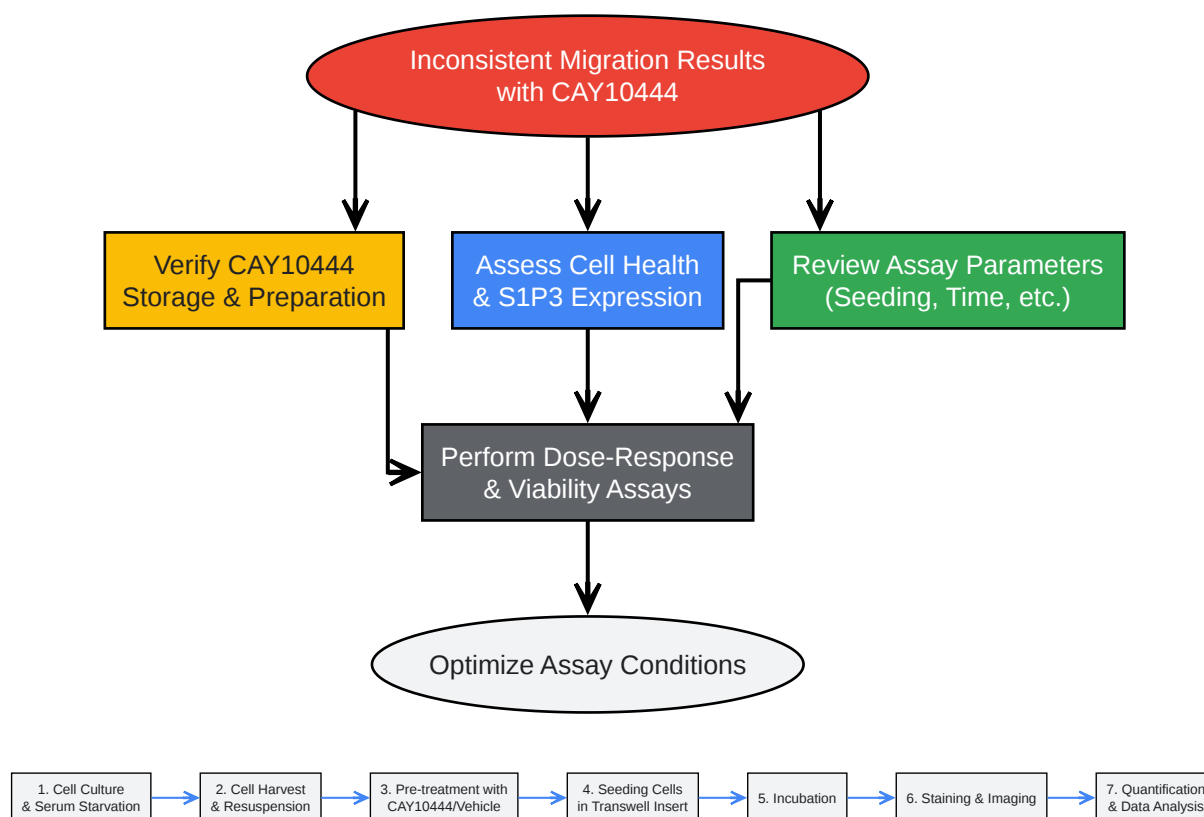 Inconsistent Migration Results
with CAY10444
Verify CAY10444
Storage & Preparation
Assess Cell Health
& S1P3 Expression
Review Assay Parameters
(Seeding, Time, etc.)
Perform Dose-Response
& Viability Assays
Optimize Assay Conditions
1. Cell Culture
& Serum Starvation
2. Cell Harvest
& Resuspension
3. Pre-treatment with
CAY10444/Vehicle
4. Seeding Cells
in Transwell Insert
5. Incubation
6. Staining & Imaging
7. Quantification
& Data Analysis